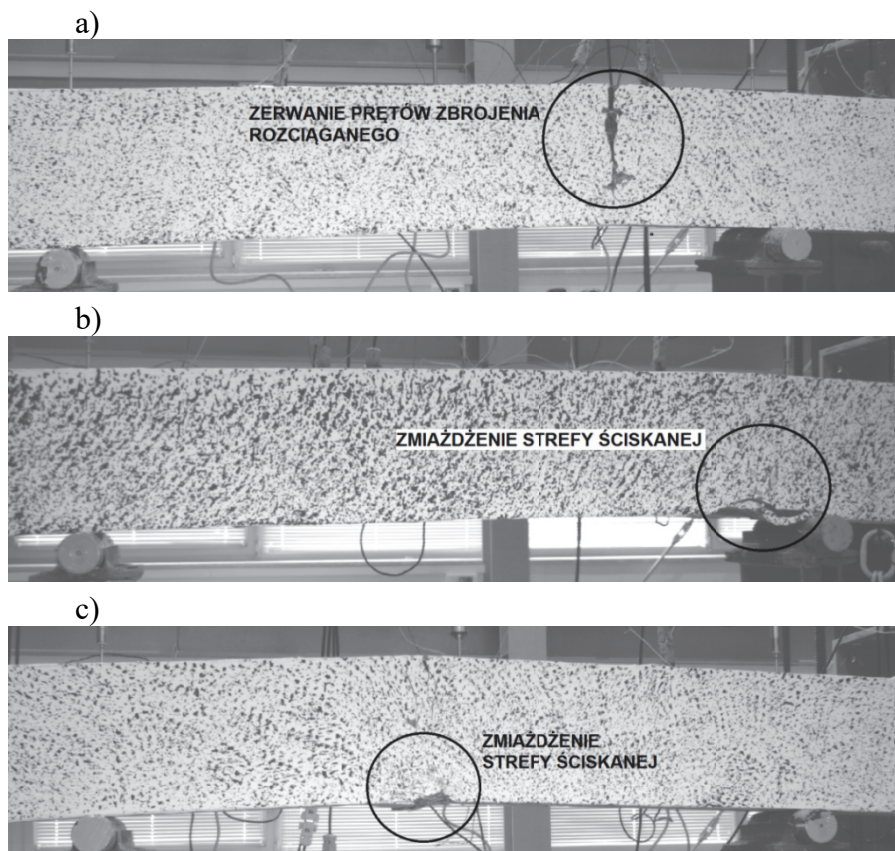 a)
ZERWANIE PRĘTÓW ZBROJENIA
ROZCIĄGANEGO
b)
ZMIAŻDŻENIE STREFY ŚCISKANEJ
c)
ZMIAŻDŻENIE
STREFY ŚCISKANEJ